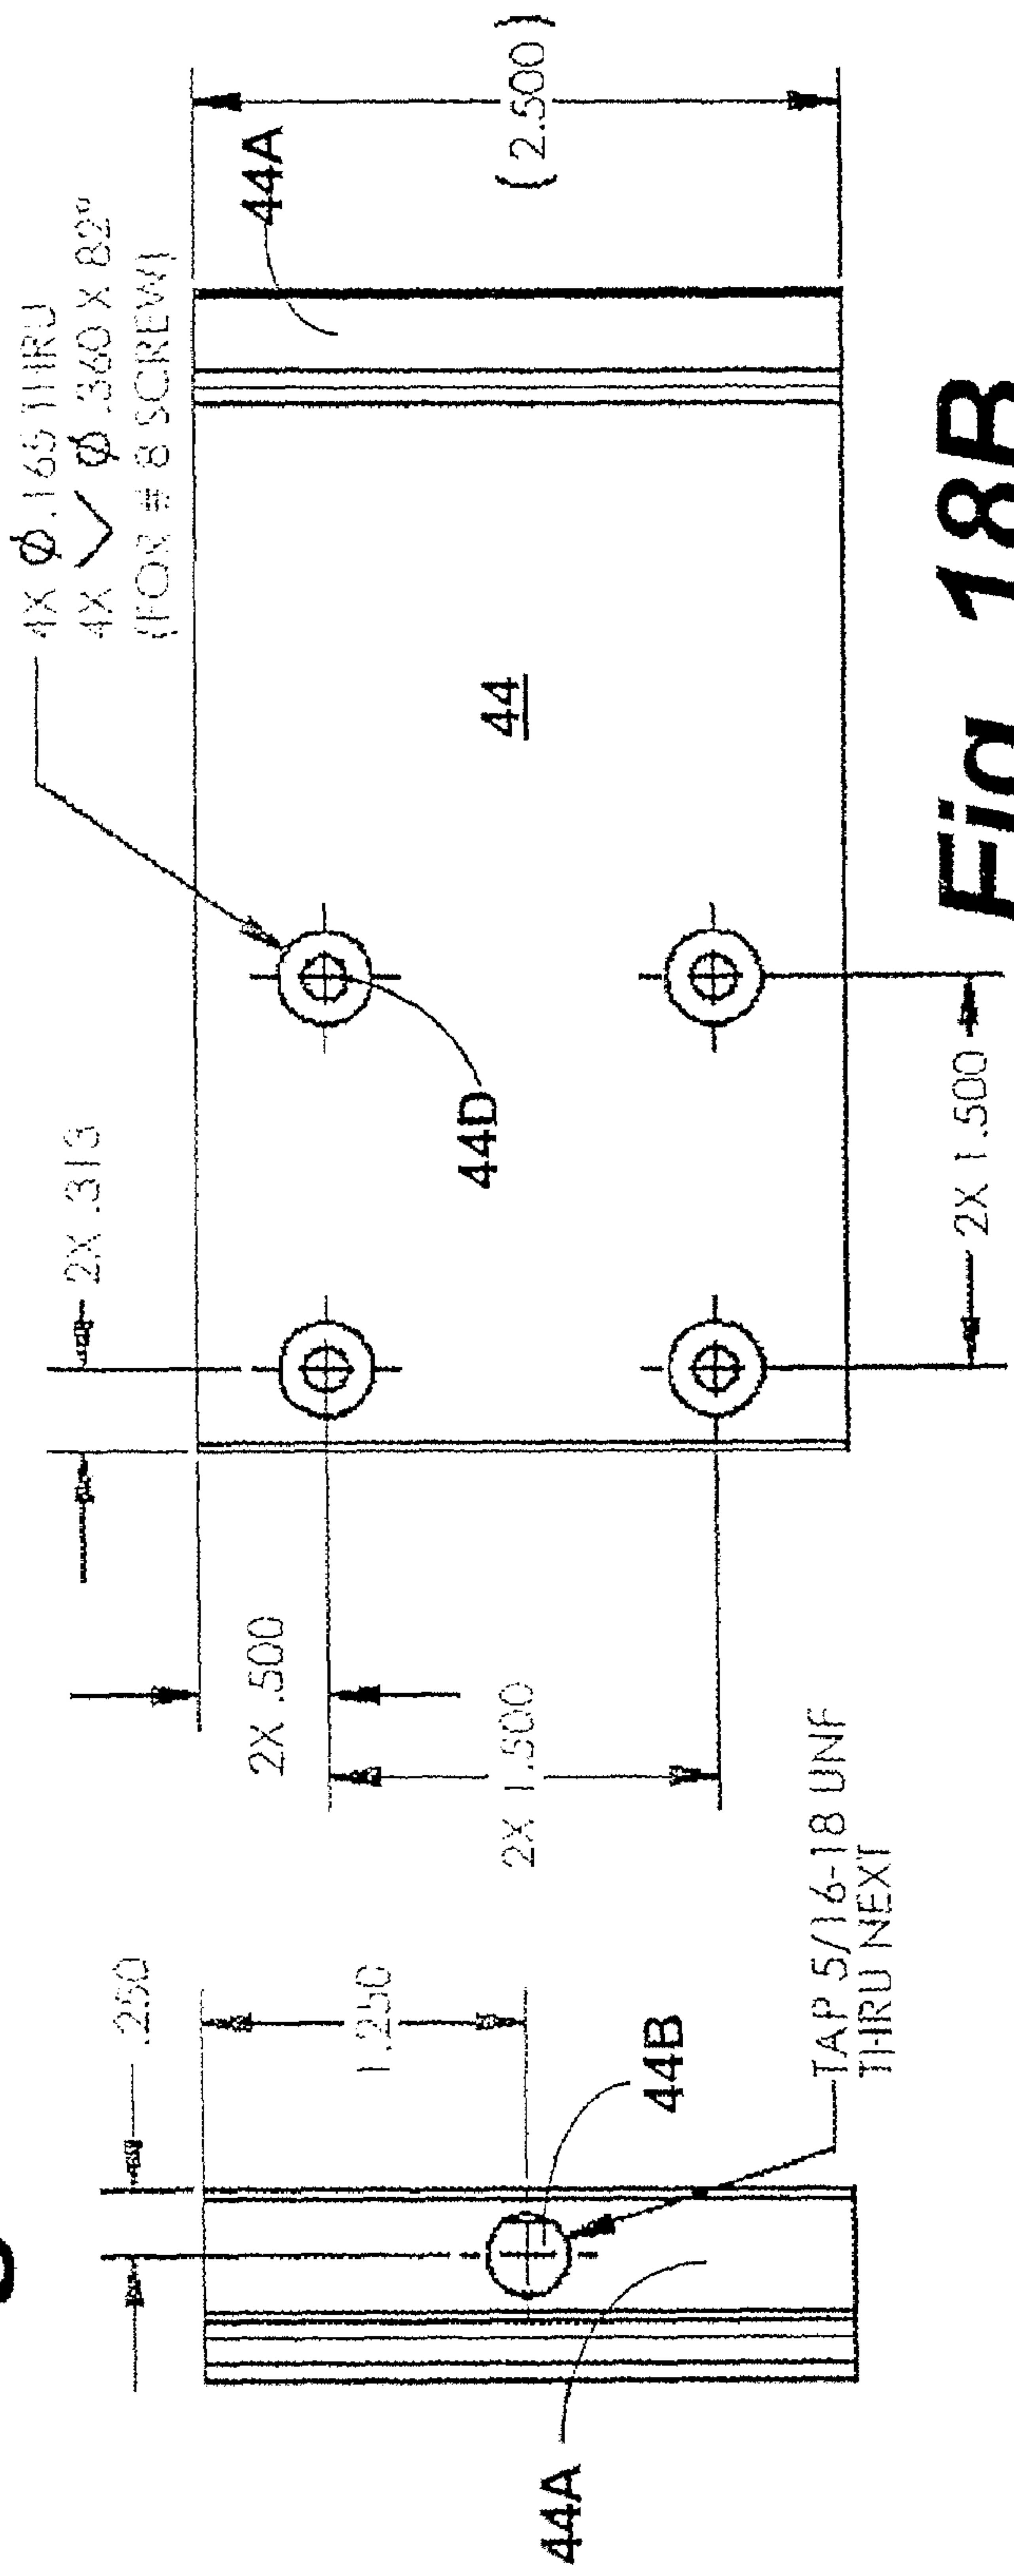 4X Ø .165 THRU
4X ⌵ Ø .360 X 82°
(FOR # 8 SCREW)
44A
( 2.500 )
44
44D
2X .313
2X .500
2X 1.500
2X 1.500
.250
1.250
44B
44A
TAP 5/16-18 UNF
THRU NEXT
Fig. 18B